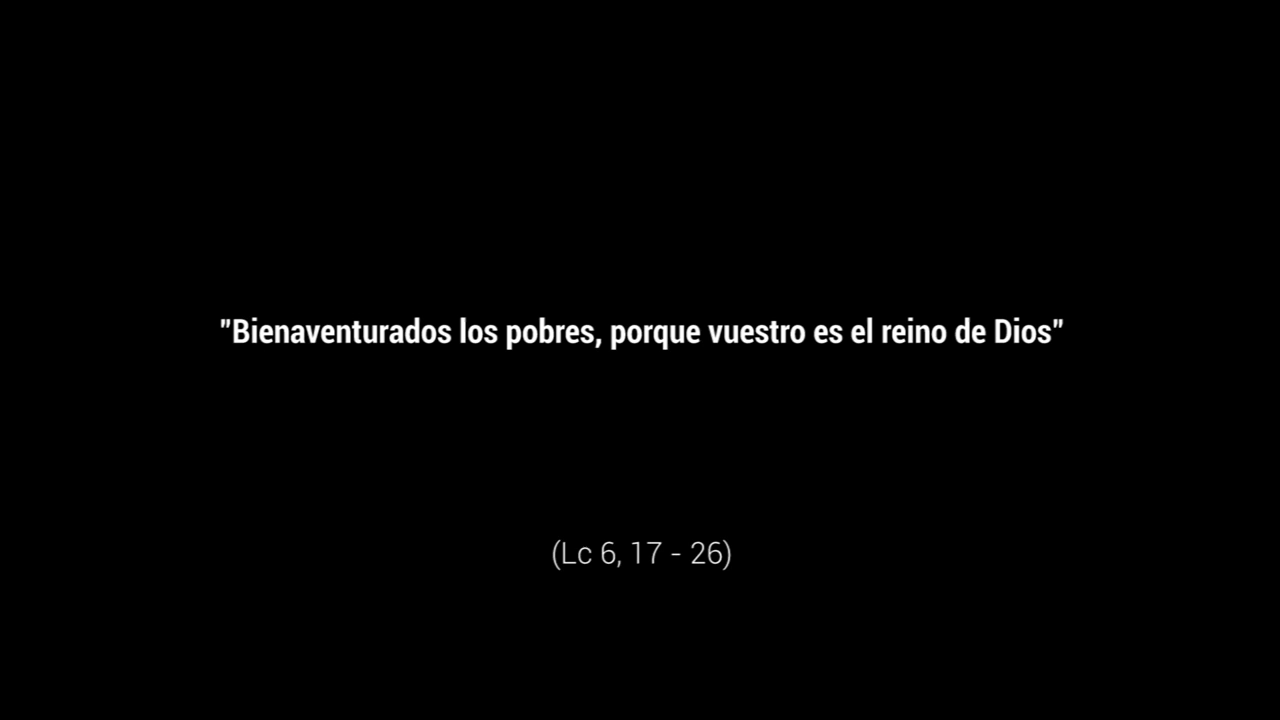 "Bienaventurados los pobres, porque vuestro es el reino de Dios"
(Lc 6, 17 - 26)